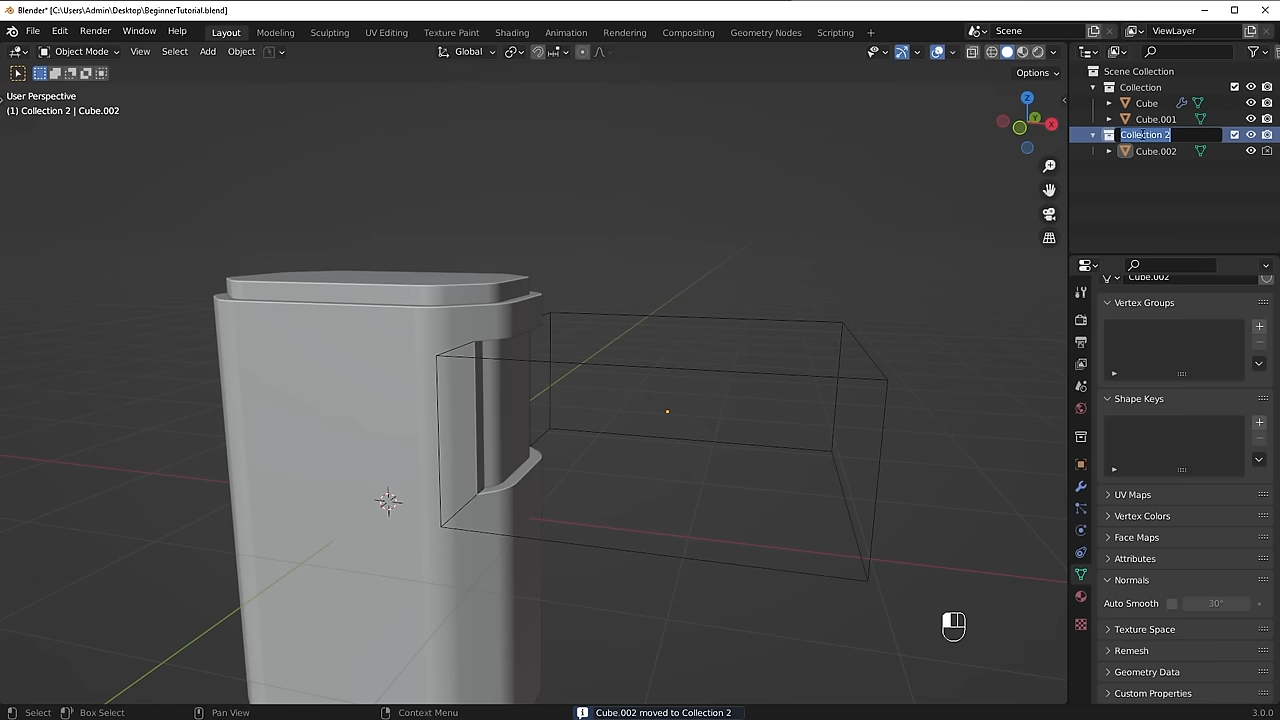 Blender* [C:\Users\Admin\Desktop\BeginnerTutorial.blend]
File Edit Render Window Help Layout Modeling Sculpting UV Editing Texture Paint Shading Animation Rendering Compositing Geometry Nodes Scripting + Scene ViewLayer
Object Mode View Select Add Object Global
Options
User Perspective
(1) Collection 2 | Cube.002
Z
Y
X
Scene Collection
Collection
Cube
Cube.001
Collection 2
Cube.002
Cube.002
Vertex Groups
Shape Keys
UV Maps
Vertex Colors
Face Maps
Attributes
Normals
Auto Smooth 30°
Texture Space
Remesh
Geometry Data
Custom Properties
Select Box Select Pan View Context Menu Cube.002 moved to Collection 2 3.0.0